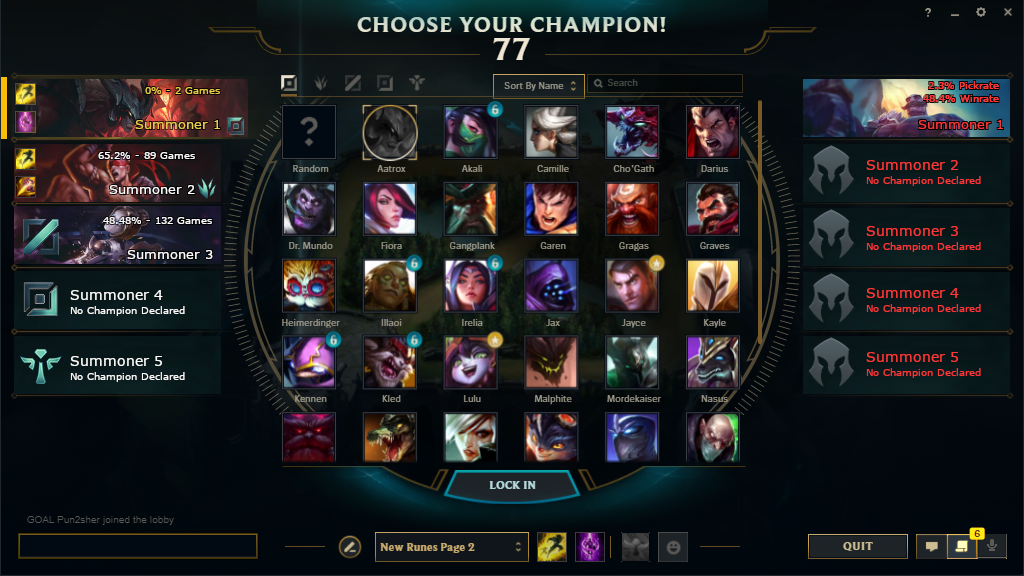 CHOOSE YOUR CHAMPION!
77
?
0% - 2 Games
Summoner 1
65.2% - 89 Games
Summoner 2
48.48% - 132 Games
Summoner 3
Summoner 4
No Champion Declared
Summoner 5
No Champion Declared
Sort By Name
Search
?
Random
Aatrox
6
Akali
Camille
Cho'Gath
Darius
Dr. Mundo
Fiora
Gangplank
Garen
Gragas
Graves
Heimerdinger
6
Illaoi
6
Irelia
Jax
Jayce
Kayle
6
Kennen
6
Kled
Lulu
Malphite
Mordekaiser
Nasus
2.3% Pickrate
48.4% Winrate
Summoner 1
Summoner 2
No Champion Declared
Summoner 3
No Champion Declared
Summoner 4
No Champion Declared
Summoner 5
No Champion Declared
LOCK IN
GOAL Pun2sher joined the lobby
New Runes Page 2
QUIT
6